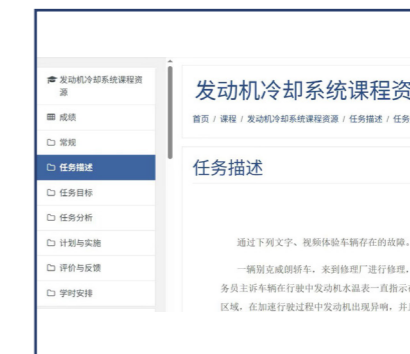 发动机冷却系统课程资
源
成绩
常规
任务描述
任务目标
任务分析
计划与实施
评价与反馈
学时安排
发动机冷却系统课程资
首页 / 课程 / 发动机冷却系统课程资源 / 任务描述 / 任务
任务描述
通过下列文字、视频体验车辆存在的故障。
一辆别克威朗轿车，来到修理厂进行修理，
务员主诉车辆在行驶中发动机水温表一直指示
区域，在加速行驶过程中发动机出现异响，并